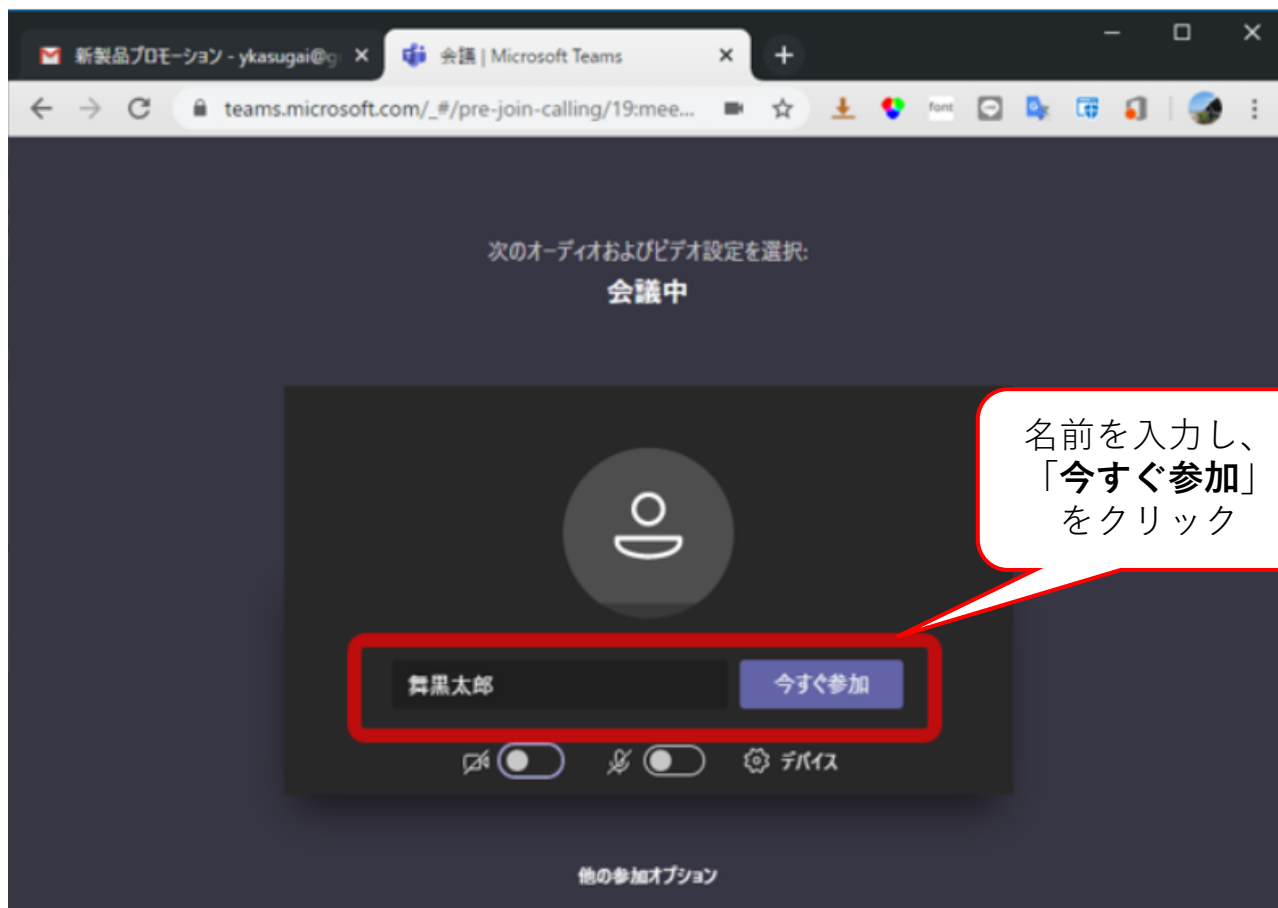 新製品プロモーション - ykasugai@g
会議 | Microsoft Teams
teams.microsoft.com/_#/pre-join-calling/19:mee...
font
次のオーディオおよびビデオ設定を選択:
会議中
名前を入力し、
「今すぐ参加」
をクリック
舞黒太郎
今すぐ参加
デバイス
他の参加オプション